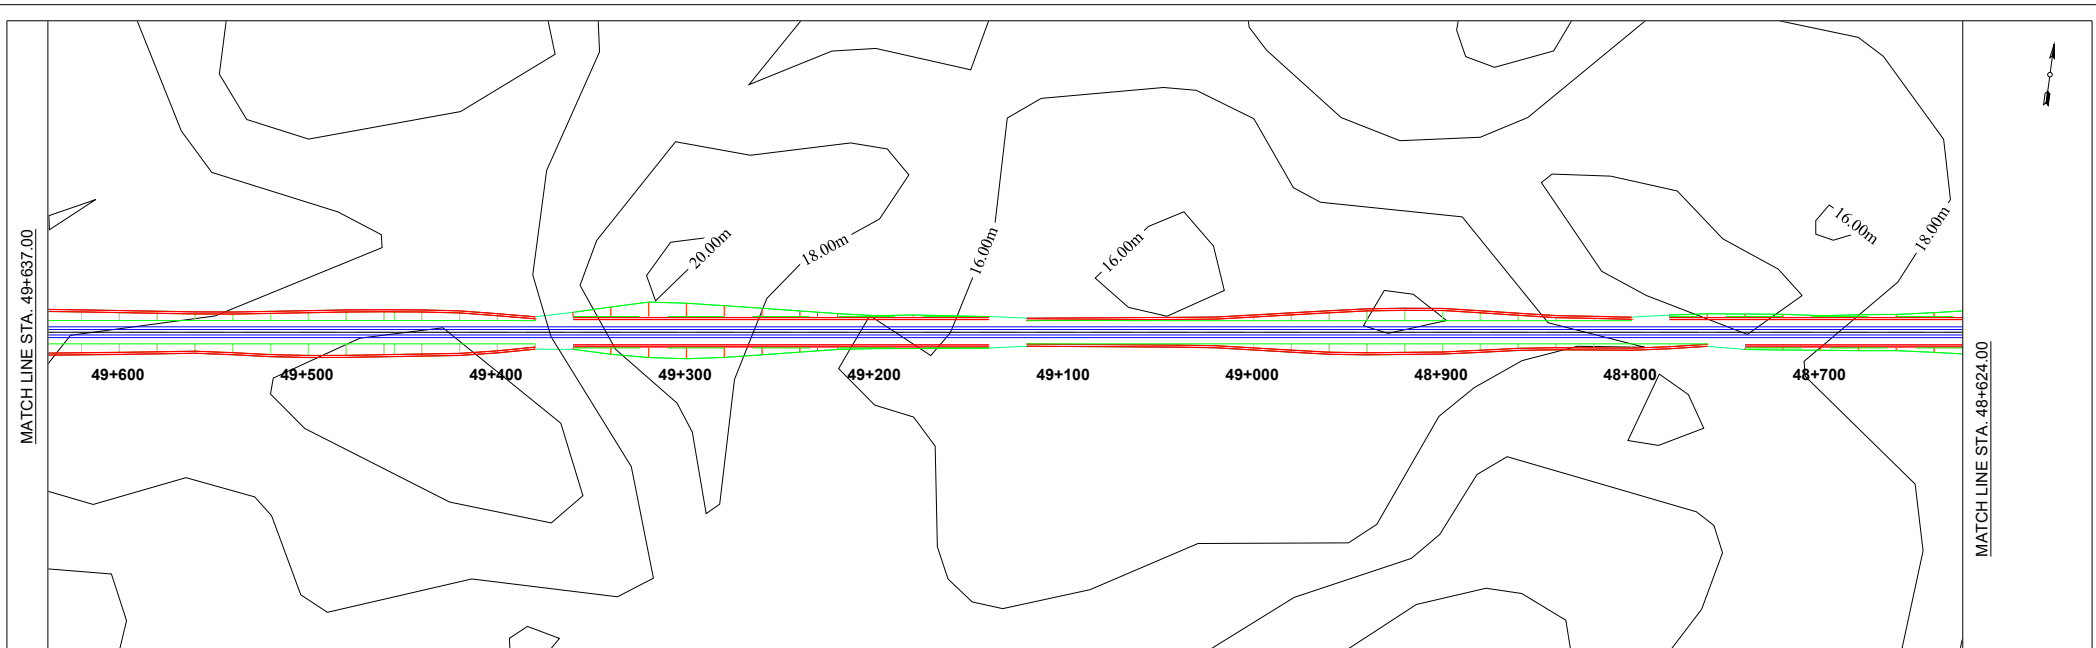 MATCH LINE STA. 49+637.00
20.00m
18.00m
16.00m
16.00m
16.00m
18.00m
49+600
49+500
49+400
49+300
49+200
49+100
49+000
48+900
48+800
48+700
MATCH LINE STA. 48+624.00